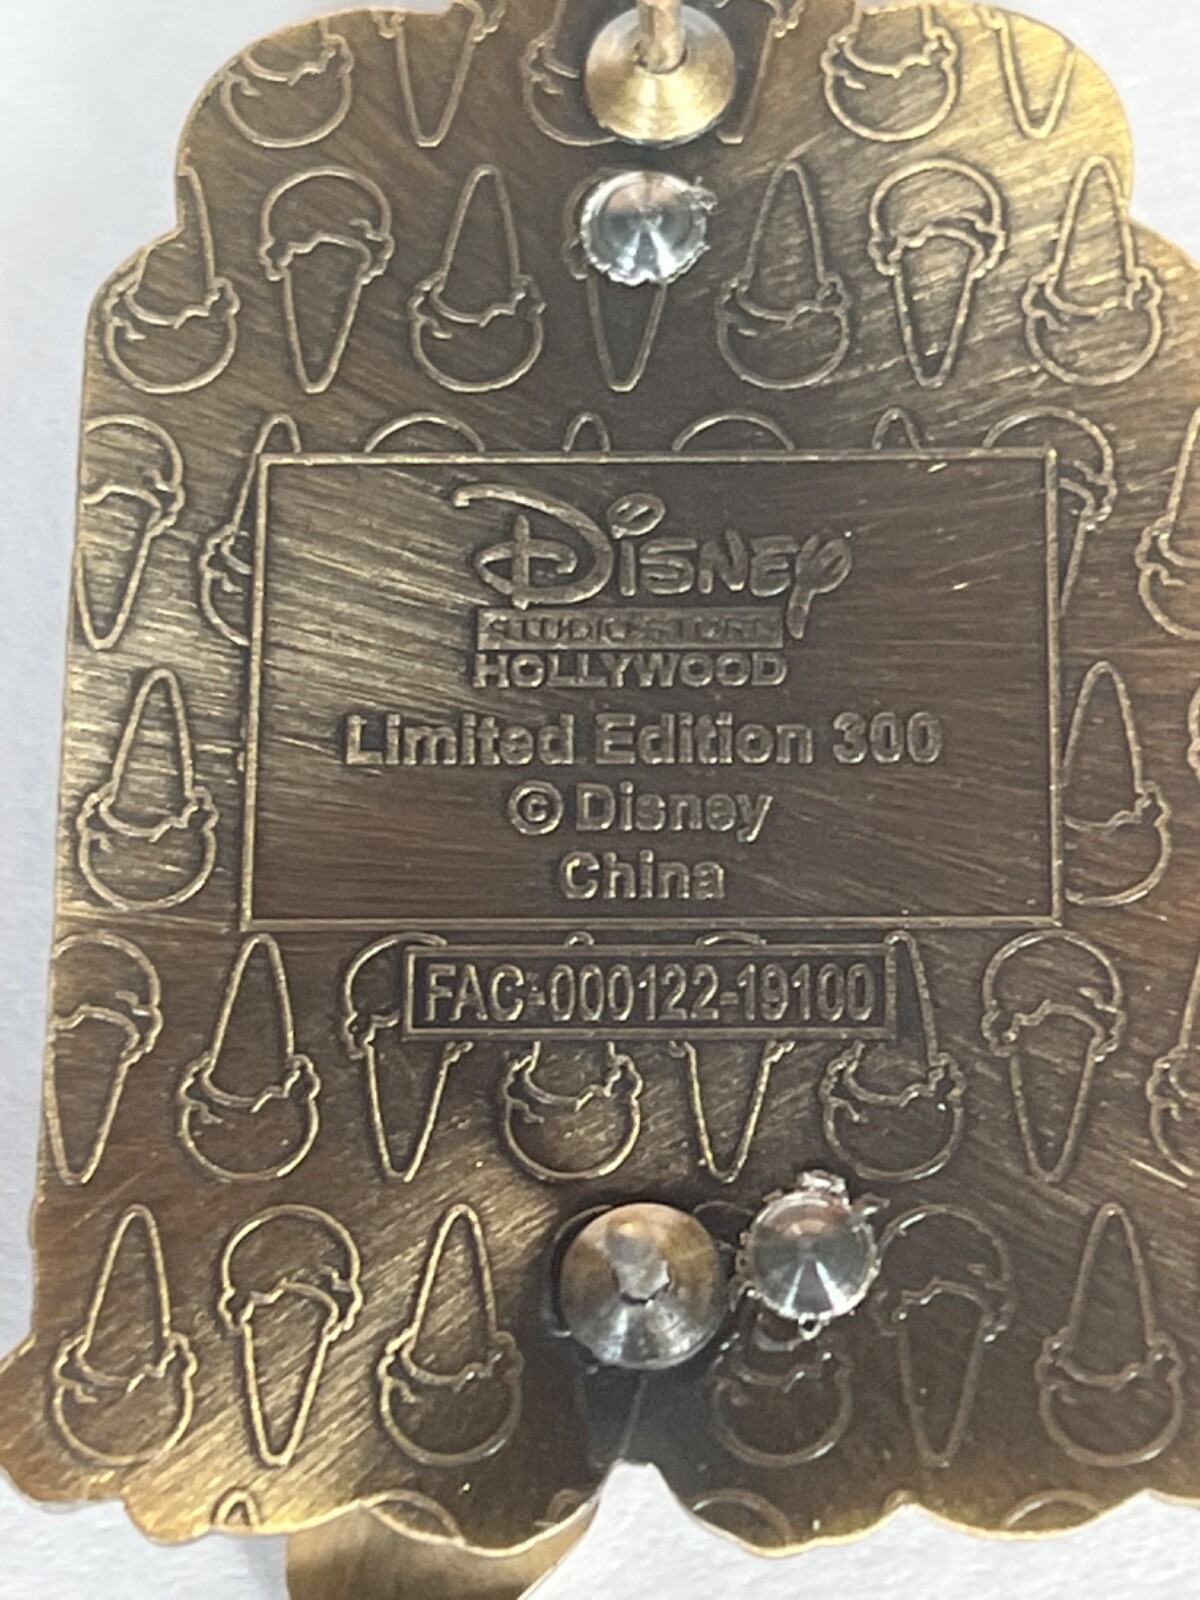 Disney
STUDIO STORE
HOLLYWOOD
Limited Edition 300
© Disney
China
FAC-000122-19100